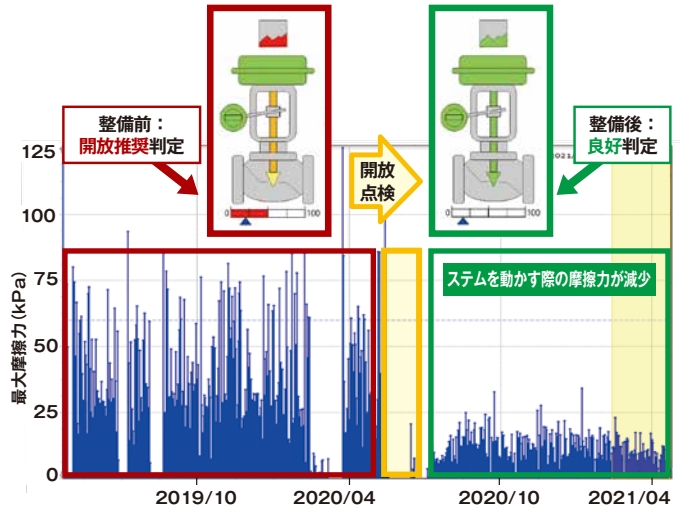 整備前：
開放推奨判定
0
100
開放
点検
0
100
整備後：
良好判定
2021/
ステムを動かす際の摩擦力が減少
最大摩擦力（kPa）
125
100
75
50
25
0
2019/10
2020/04
2020/10
2021/04